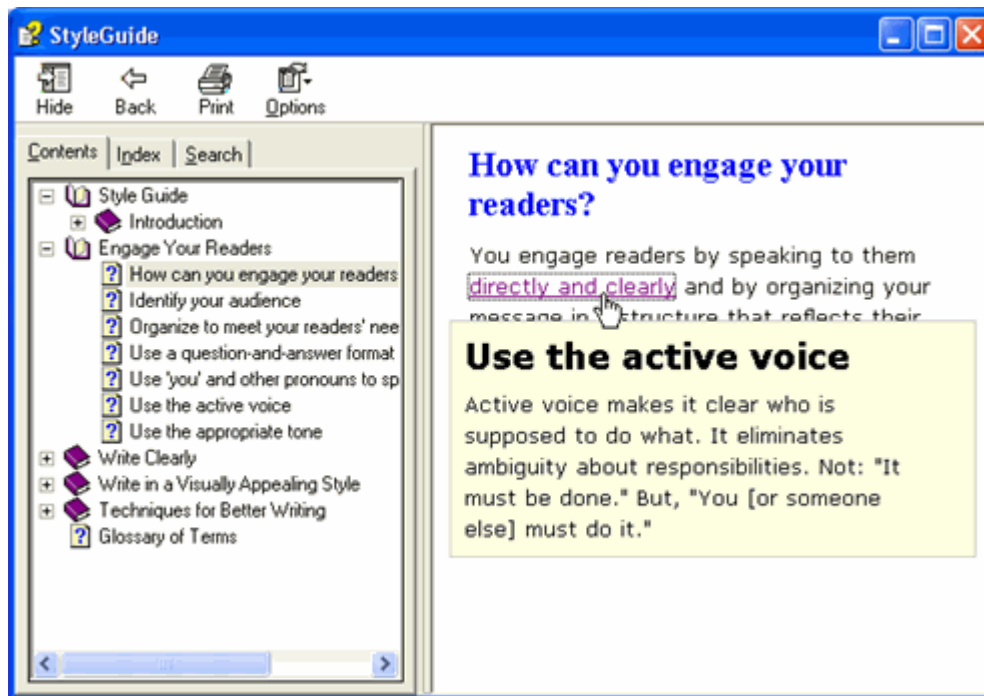 StyleGuide
Hide Back Print Options
Contents Index Search
Style Guide
Introduction
Engage Your Readers
How can you engage your readers
Identify your audience
Organize to meet your readers' nee
Use a question-and-answer format
Use 'you' and other pronouns to sp
Use the active voice
Use the appropriate tone
Write Clearly
Write in a Visually Appealing Style
Techniques for Better Writing
Glossary of Terms
How can you engage your
readers?
You engage readers by speaking to them
directly and clearly and by organizing your
message in structure that reflects their
Use the active voice
Active voice makes it clear who is
supposed to do what. It eliminates
ambiguity about responsibilities. Not: "It
must be done." But, "You [or someone
else] must do it."